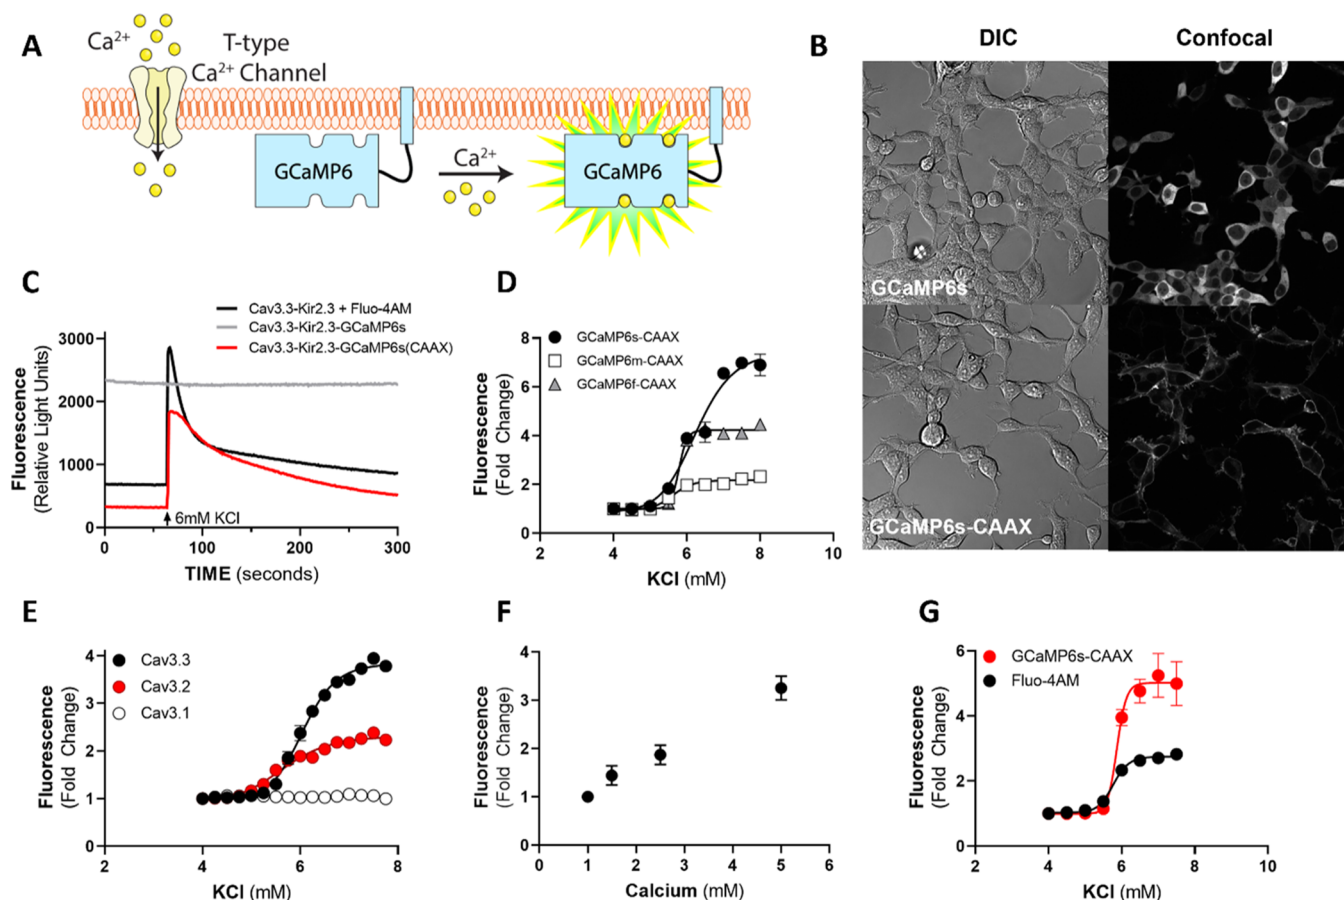 A
Ca²⁺
T-type
Ca²⁺ Channel
GCaMP6
Ca²⁺
GCaMP6
B
DIC
Confocal
GCaMP6s
GCaMP6s-CAAX
C
Cav3.3-Kir2.3 + Fluo-4AM
Cav3.3-Kir2.3-GCaMP6s
Cav3.3-Kir2.3-GCaMP6s(CAAX)
Fluorescence
(Relative Light Units)
3000
2000
1000
0
6mM KCl
0 100 200 300
TIME (seconds)
D
GCaMP6s-CAAX
GCaMP6m-CAAX
GCaMP6f-CAAX
Fluorescence
(Fold Change)
8
6
4
2
0
2 4 6 8 10
KCl (mM)
E
Cav3.3
Cav3.2
Cav3.1
Fluorescence
(Fold Change)
4
3
2
1
0
2 4 6 8
KCl (mM)
F
Fluorescence
(Fold Change)
4
3
2
1
0
0 1 2 3 4 5 6
Calcium (mM)
G
GCaMP6s-CAAX
Fluo-4AM
Fluorescence
(Fold Change)
6
4
2
0
2 4 6 8 10
KCl (mM)